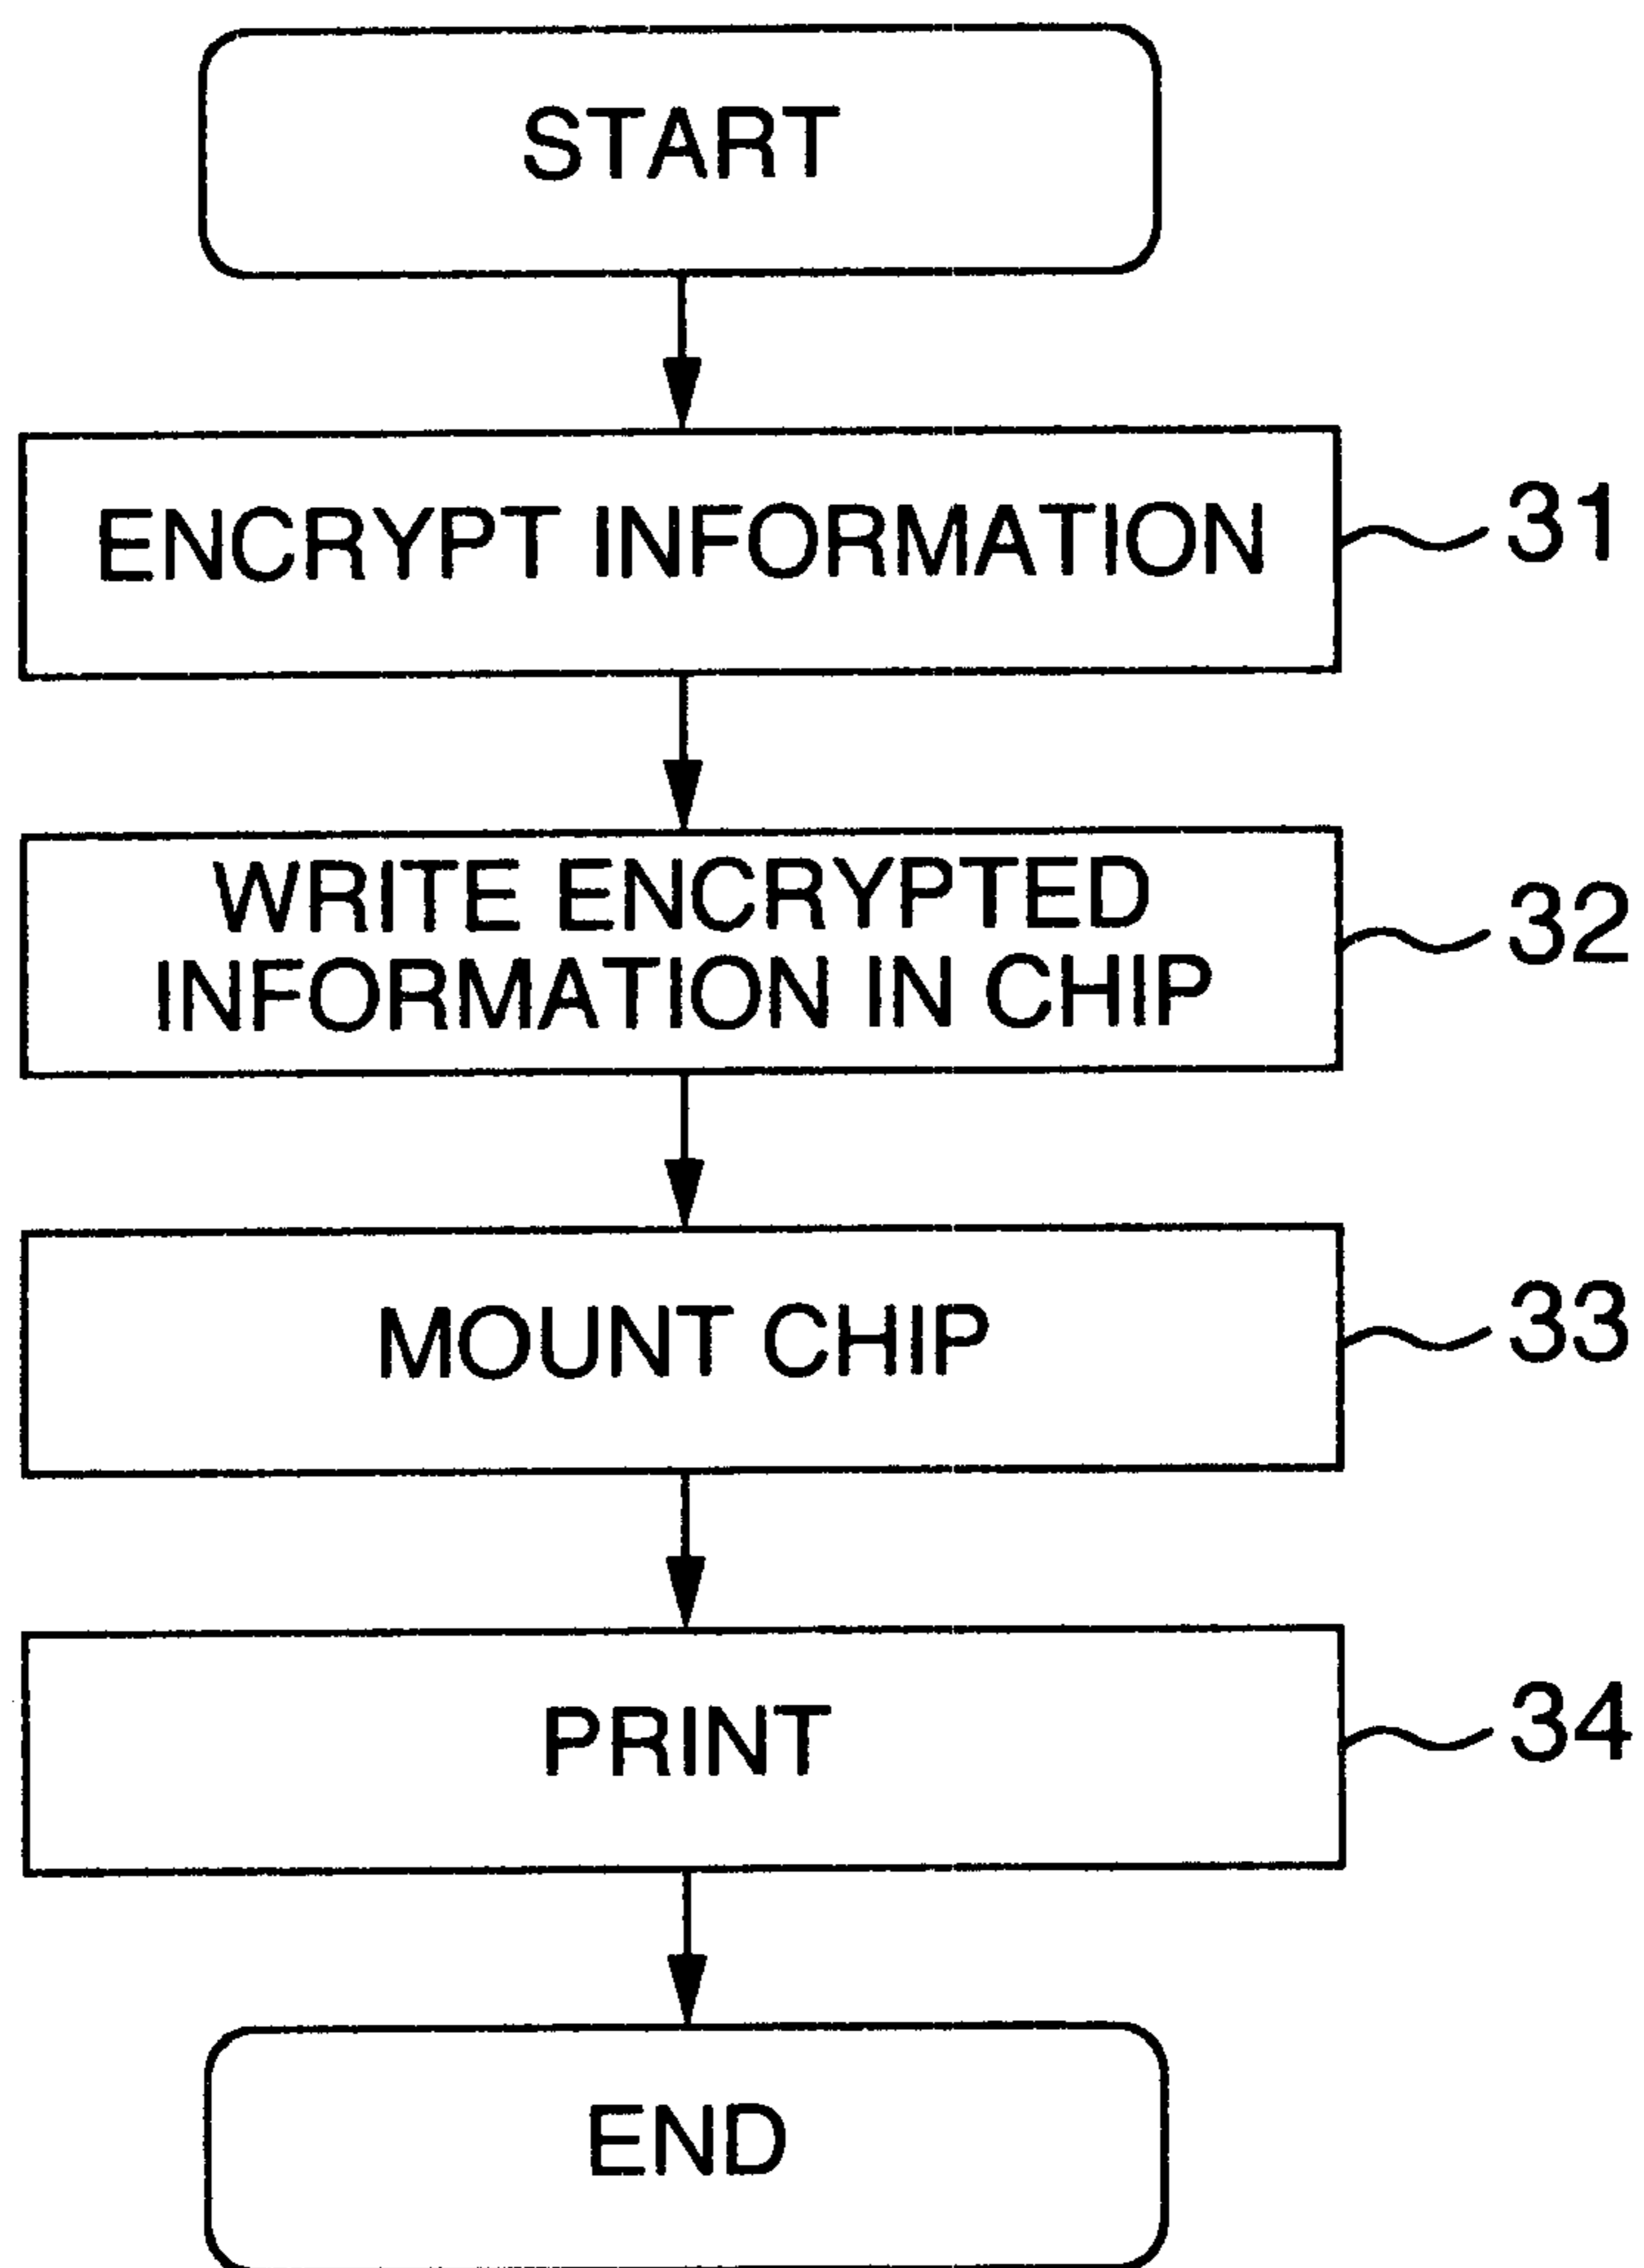 START
ENCRYPT INFORMATION
31
WRITE ENCRYPTED
INFORMATION IN CHIP
32
MOUNT CHIP
33
PRINT
34
END